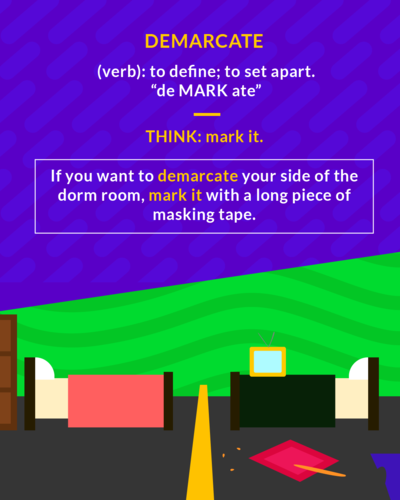 DEMARCATE
(verb): to define; to set apart.
“de MARK ate”
THINK: mark it.
If you want to demarcate your side of the
dorm room, mark it with a long piece of
masking tape.